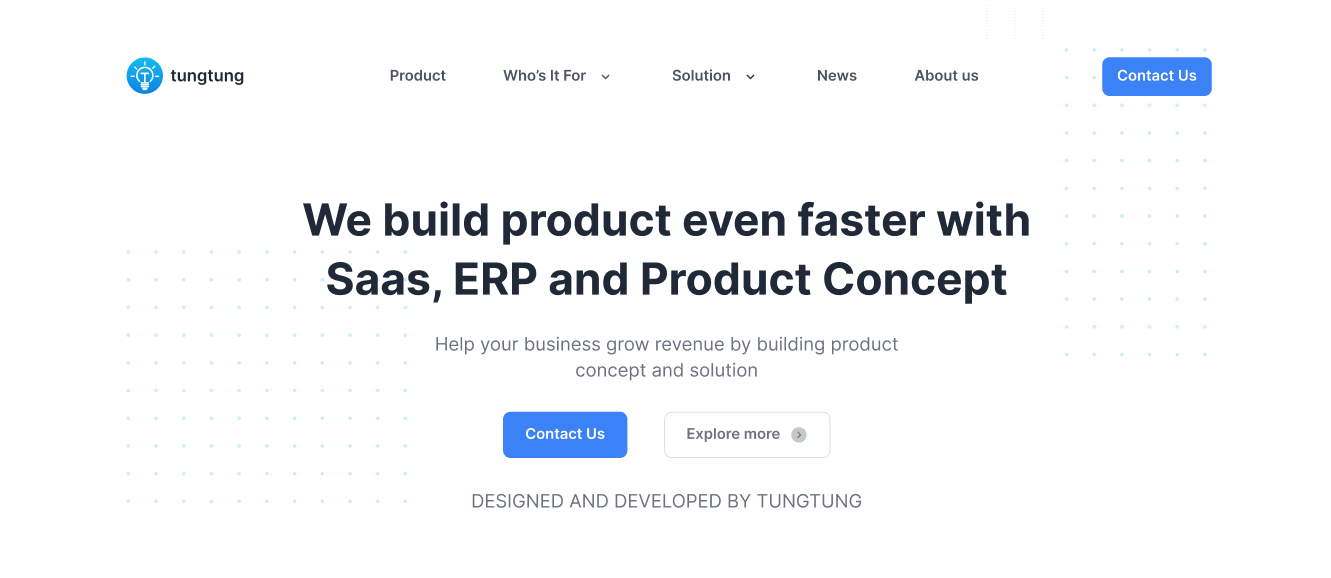 tungtung
Product
Who's It For
Solution
News
About us
Contact Us
We build product even faster with
Saas, ERP and Product Concept
Help your business grow revenue by building product
concept and solution
Contact Us
Explore more
DESIGNED AND DEVELOPED BY TUNGTUNG